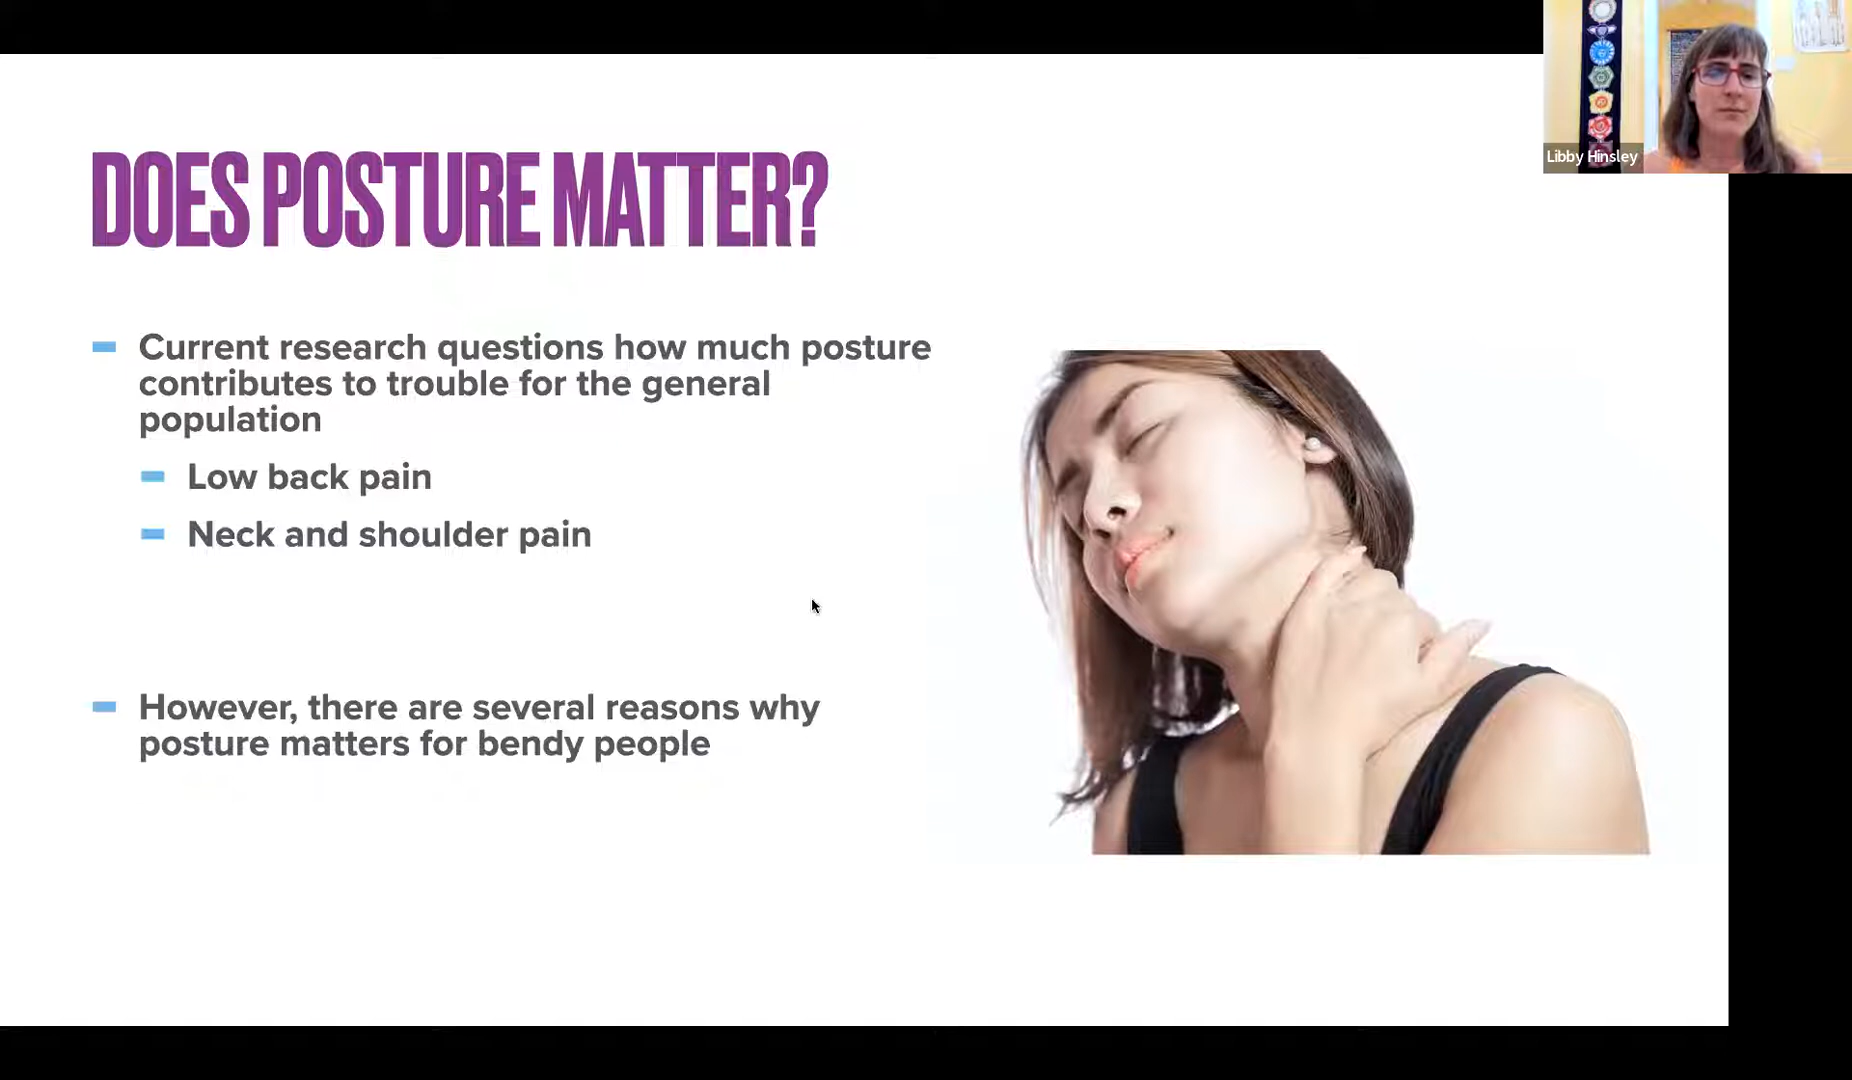 DOES POSTURE MATTER?
Current research questions how much posture
contributes to trouble for the general
population
Low back pain
Neck and shoulder pain
However, there are several reasons why
posture matters for bendy people
Libby Hinsley